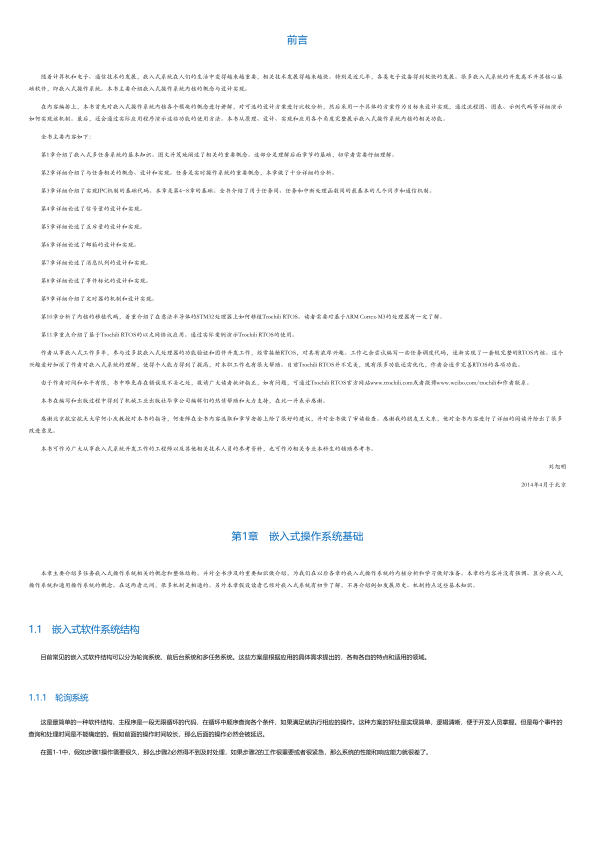 前言
随着计算机和电子、通信技术的发展，嵌入式系统在人们的生活中变得越来重要，相关技术发展得越来越快。特别是近几年，各类电子设备得到极快的发展。很多嵌入式系统的开发离不开其核心基
础软件，即嵌入式操作系统。本书主要介绍嵌入式操作系统内核的概念与设计实现。
在内容编排上，本书首先对嵌入式操作系统内核各个模块的概念进行讲解，对可选的设计方案进行比较分析，然后采用一个具体的方案作为目标来设计实现，通过流程图、图表、示例代码等详细演示
如何实现该机制。最后，还会通过实际应用程序演示这些功能的使用方法。本书从原理、设计、实现和应用各个角度完整展示嵌入式操作系统内核的相关功能。
全书主要内容如下：
第1章介绍了嵌入式多任务系统的基本知识。图文并茂地阐述了相关的重要概念。这部分是理解后面章节的基础，初学者需要仔细理解。
第2章详细介绍了与任务相关的概念、设计和实现。任务是实时操作系统的重要概念，本章做了十分详细的分析。
第3章详细介绍了实现IPC机制的基础代码。本章是第4~8章的基础。全书介绍了用于任务间、任务和中断处理函数间的最基本的几个同步和通信机制。
第4章详细论述了信号量的设计和实现。
第5章详细论述了互斥量的设计和实现。
第6章详细论述了邮箱的设计和实现。
第7章详细论述了消息队列的设计和实现。
第8章详细论述了事件标记的设计和实现。
第9章详细介绍了定时器的机制和设计实现。
第10章分析了内核的移植代码，着重介绍了在意法半导体的STM32处理器上如何移植Trochili RTOS。读者需要对基于ARM Cortex-M3的处理器有一定了解。
第11章重点介绍了基于Trochili RTOS的以太网协议应用。通过实际案例演示Trochili RTOS的使用。
作者从事嵌入式工作多年，参与过多款嵌入式处理器的功能验证和固件开发工作，经常接触RTOS，对其有浓厚兴趣。工作之余尝试编写一些任务调度代码，逐渐实现了一套较完整的RTOS内核。这个
兴趣爱好加深了作者对嵌入式系统的理解，使得个人能力得到了提高，对本职工作也有很大帮助。目前Trochili RTOS并不完美，既有很多功能还需优化，作者会逐步完善RTOS的各项功能。
由于作者时间和水平有限，书中难免存在错误及不妥之处，敬请广大读者批评指正。如有问题，可通过Trochili RTOS官方网站www.trochili.com或者微博www.weibo.com/trochili和作者联系。
本书在编写和出版过程中得到了机械工业出版社华章公司编辑们的热情帮助和大力支持，在此一并表示感谢。
感谢北京航空航天大学何小庆教授对本书的指导，何老师在全书内容选取和章节安排上给了很好的建议，并对全书做了审读检查。感谢我的朋友王文东，他对全书内容进行了详细的阅读并给出了很多
改进意见。
本书可作为广大从事嵌入式系统开发工作的工程师以及其他相关技术人员的参考资料，也可作为相关专业本科生的辅助参考书。
刘旭明
2014年4月于北京
第1章 嵌入式操作系统基础
本章主要介绍多任务嵌入式操作系统相关的概念和整体结构。并对全书涉及的重要知识做介绍，为我们在以后各章的嵌入式操作系统的内核分析和学习做好准备。本章的内容并没有强调、区分嵌入式
操作系统和通用操作系统的概念。在这两者之间，很多机制是相通的。另外本章假设读者已经对嵌入式系统有初步了解，不再介绍例如发展历史、机制特点这些基本知识。
1.1 嵌入式软件系统结构
目前常见的嵌入式软件结构可以分为轮询系统、前后台系统和多任务系统。这些方案是根据应用的具体需求提出的，各有各自的特点和适用的领域。
1.1.1 轮询系统
这是最简单的一种软件结构，主程序是一段无限循环的代码，在循环中顺序查询各个条件，如果满足就执行相应的操作。这种方案的好处是实现简单，逻辑清晰，便于开发人员掌握。但是每个事件的
查询和处理时间是不能确定的。假如前面的操作时间较长，那么后面的操作必然会被延迟。
在图1-1中，假如步骤1操作需要很久，那么步骤2必然得不到及时处理，如果步骤2的工作很重要或者很紧急，那么系统的性能和响应能力就很差了。